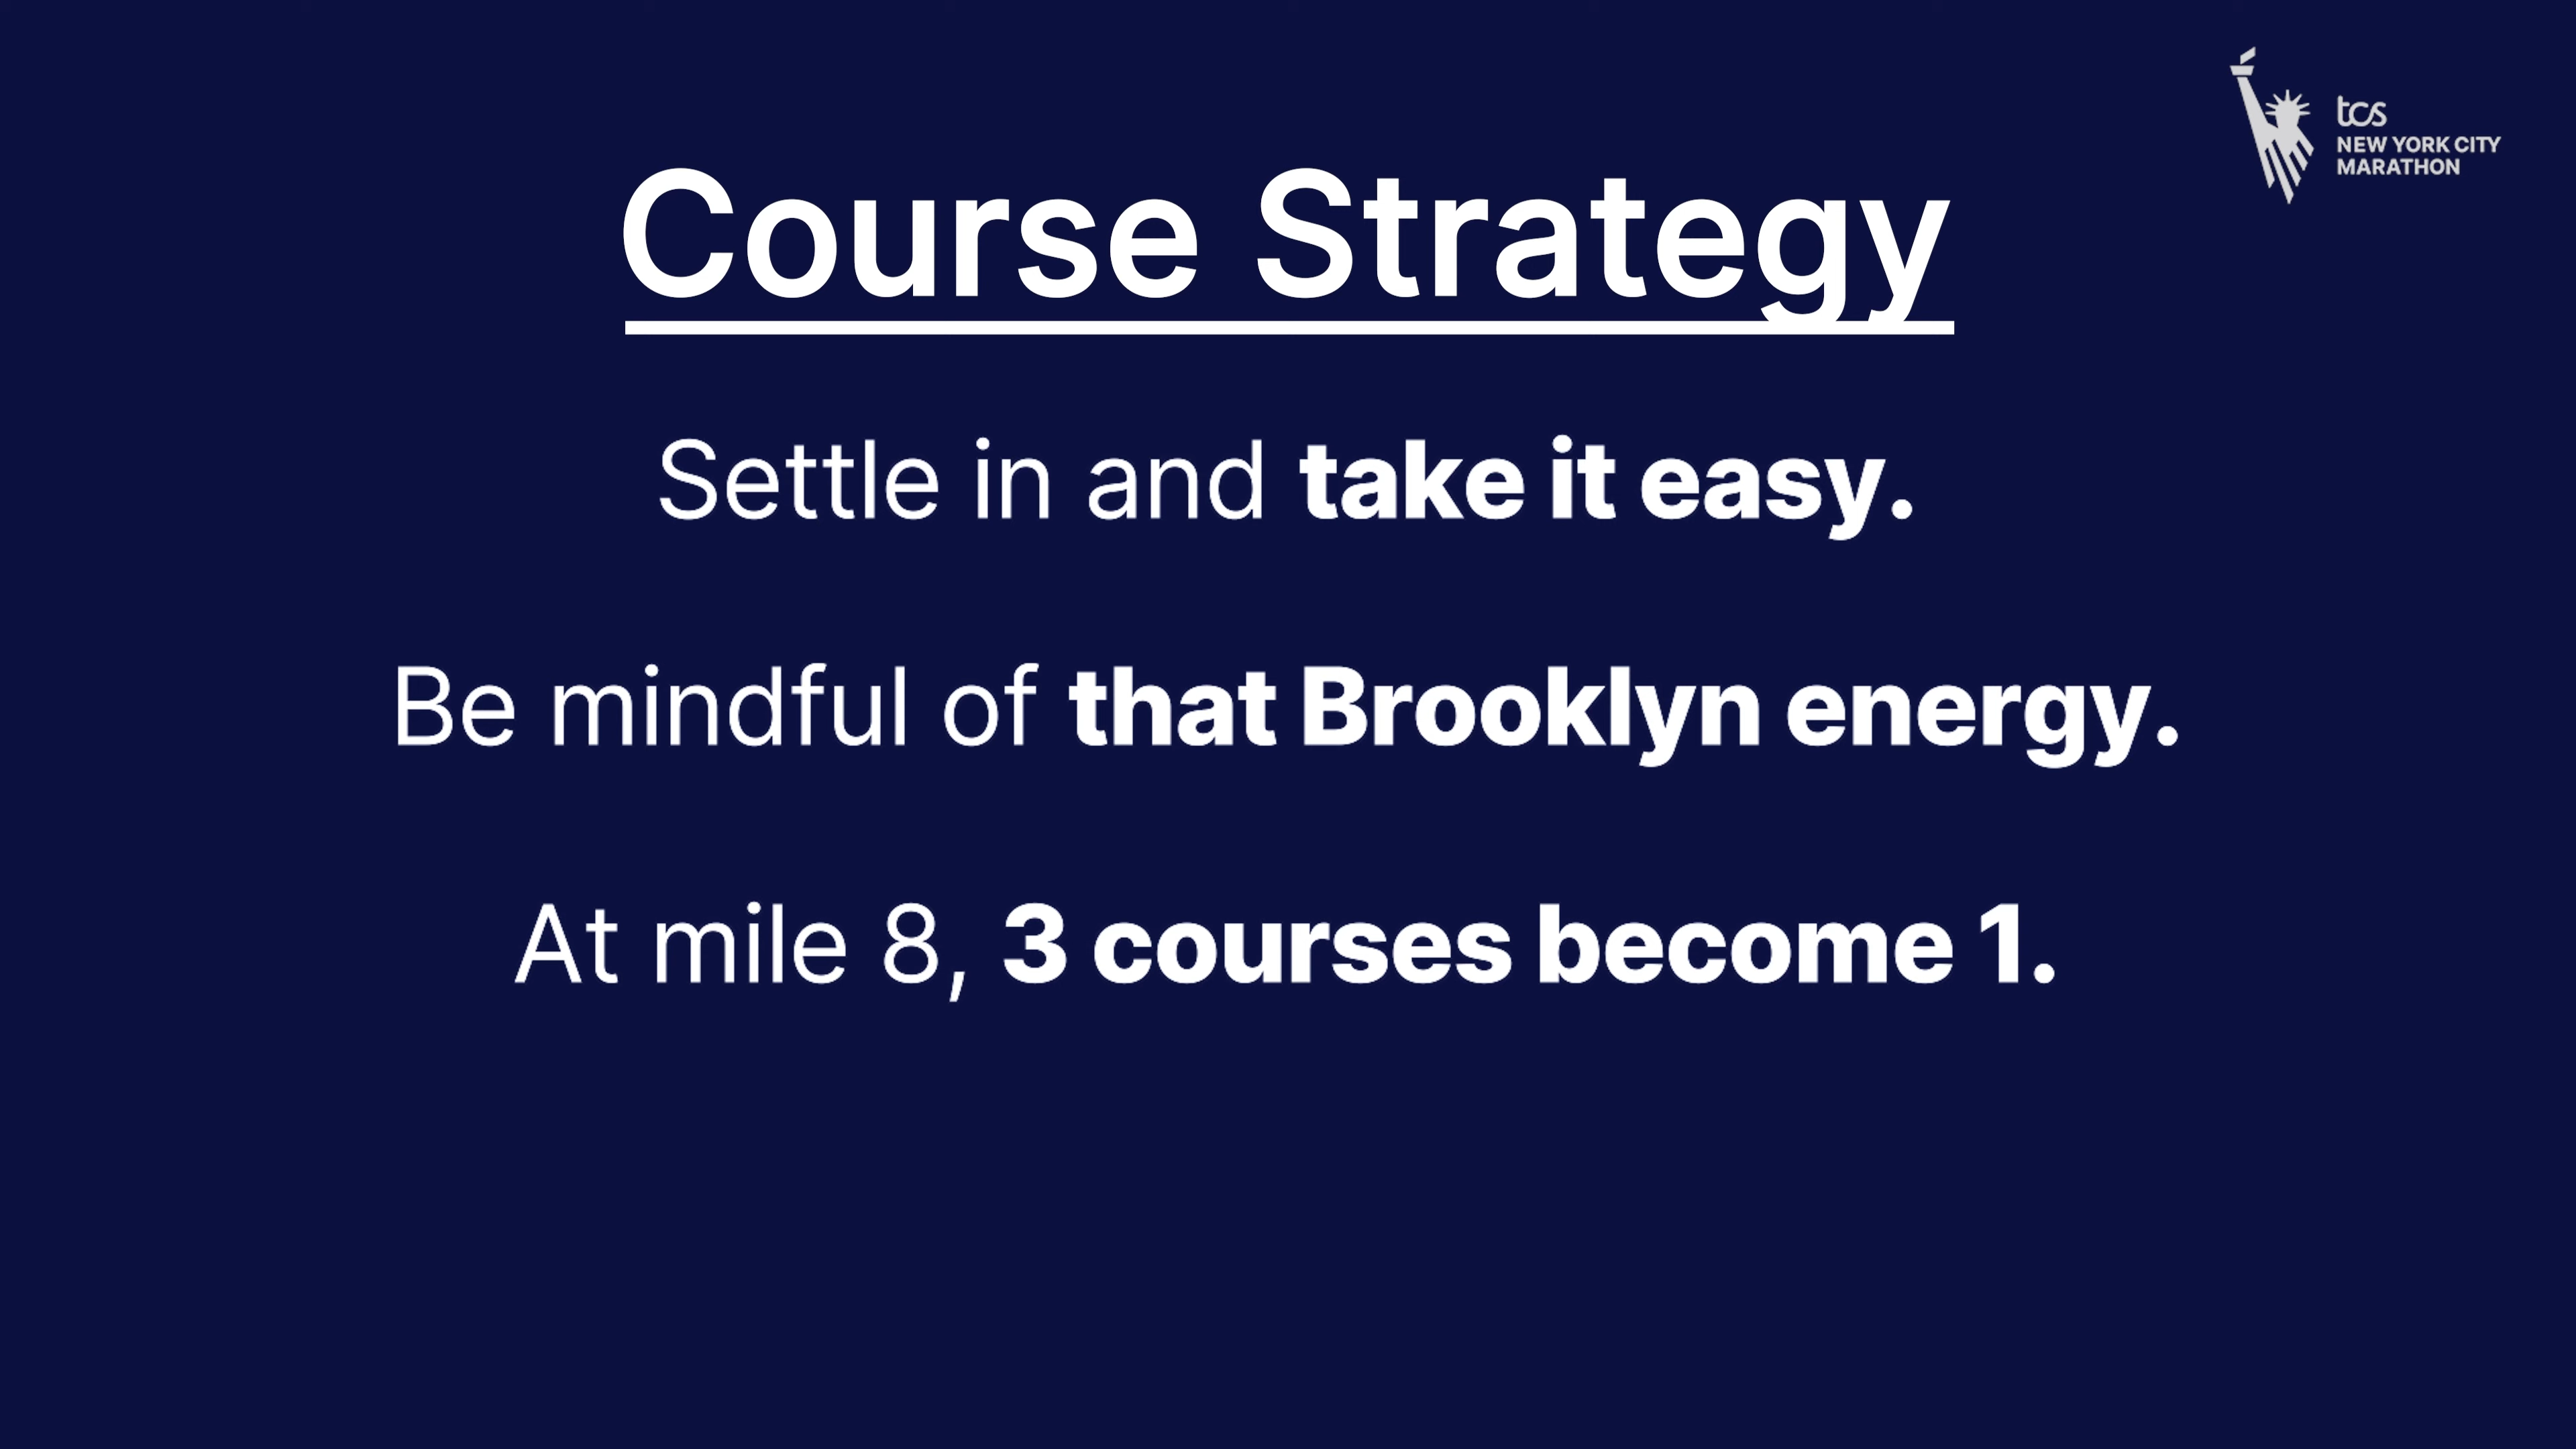 tcs
NEW YORK CITY
MARATHON
Course Strategy
Settle in and take it easy.
Be mindful of that Brooklyn energy.
At mile 8, 3 courses become 1.